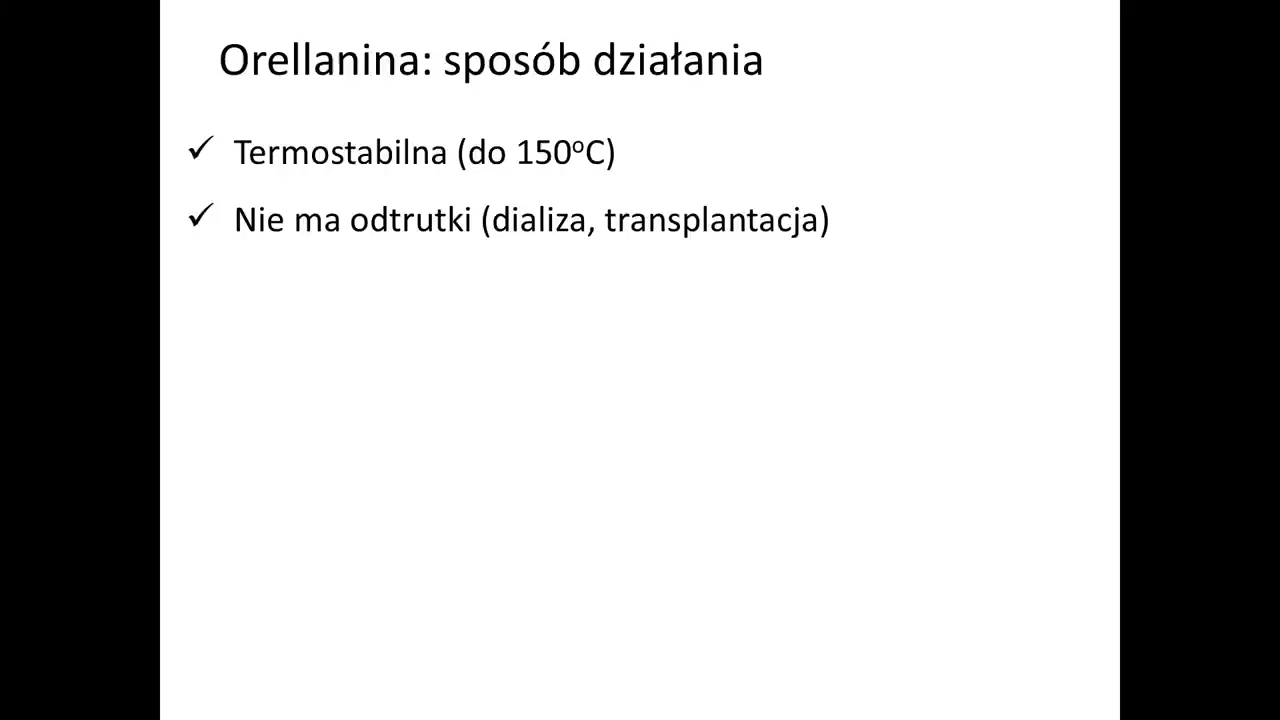 Orellanina: sposób działania
✓ Termostabilna (do 150ºC)
✓ Nie ma odtrutki (dializa, transplantacja)